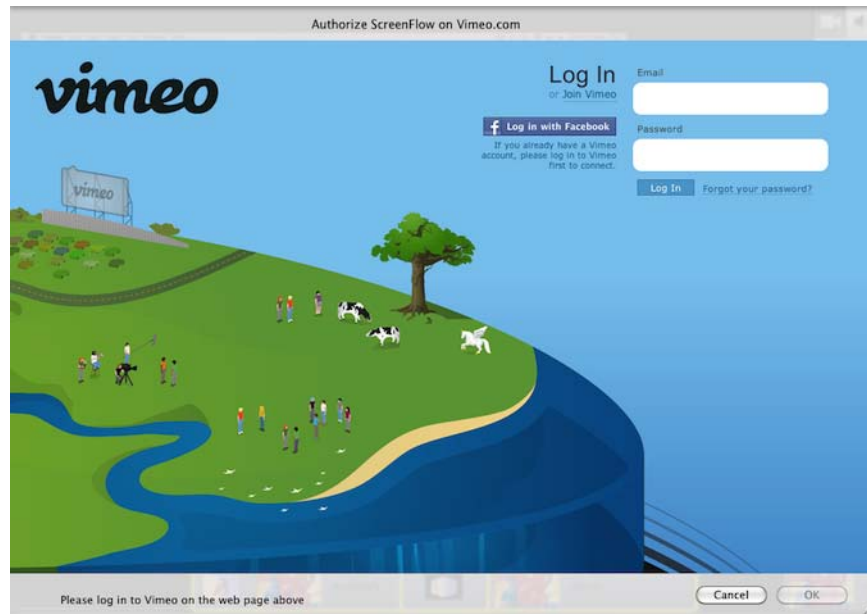 Authorize ScreenFlow on Vimeo.com
vimeo
Log In
or Join Vimeo
Log in with Facebook
If you already have a Vimeo
account, please log in to Vimeo
first to connect.
Email
Password
Log In
Forgot your password?
vimeo
Please log in to Vimeo on the web page above
Cancel
OK